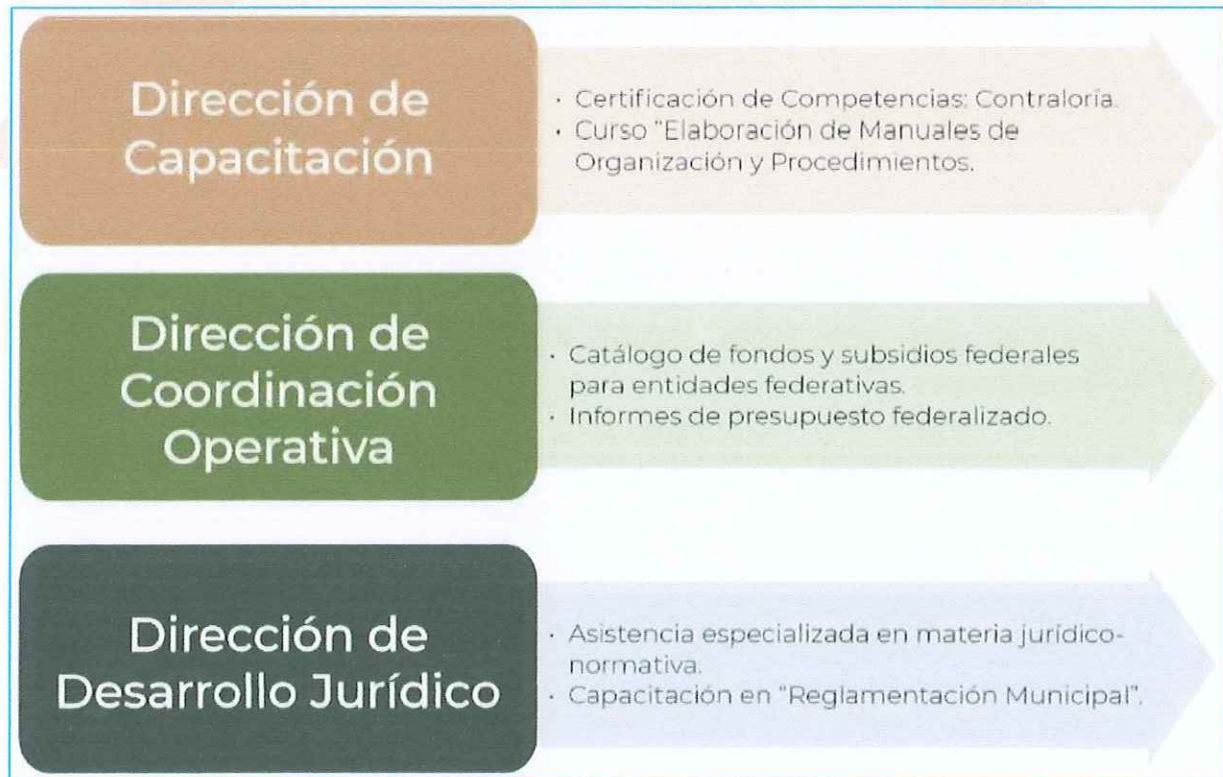 Dirección de
Capacitación
· Certificación de Competencias: Contraloría.
· Curso "Elaboración de Manuales de
Organización y Procedimientos.
Dirección de
Coordinación
Operativa
· Catálogo de fondos y subsidios federales
para entidades federativas.
· Informes de presupuesto federalizado.
Dirección de
Desarrollo Jurídico
· Asistencia especializada en materia jurídico-
normativa.
· Capacitación en "Reglamentación Municipal".